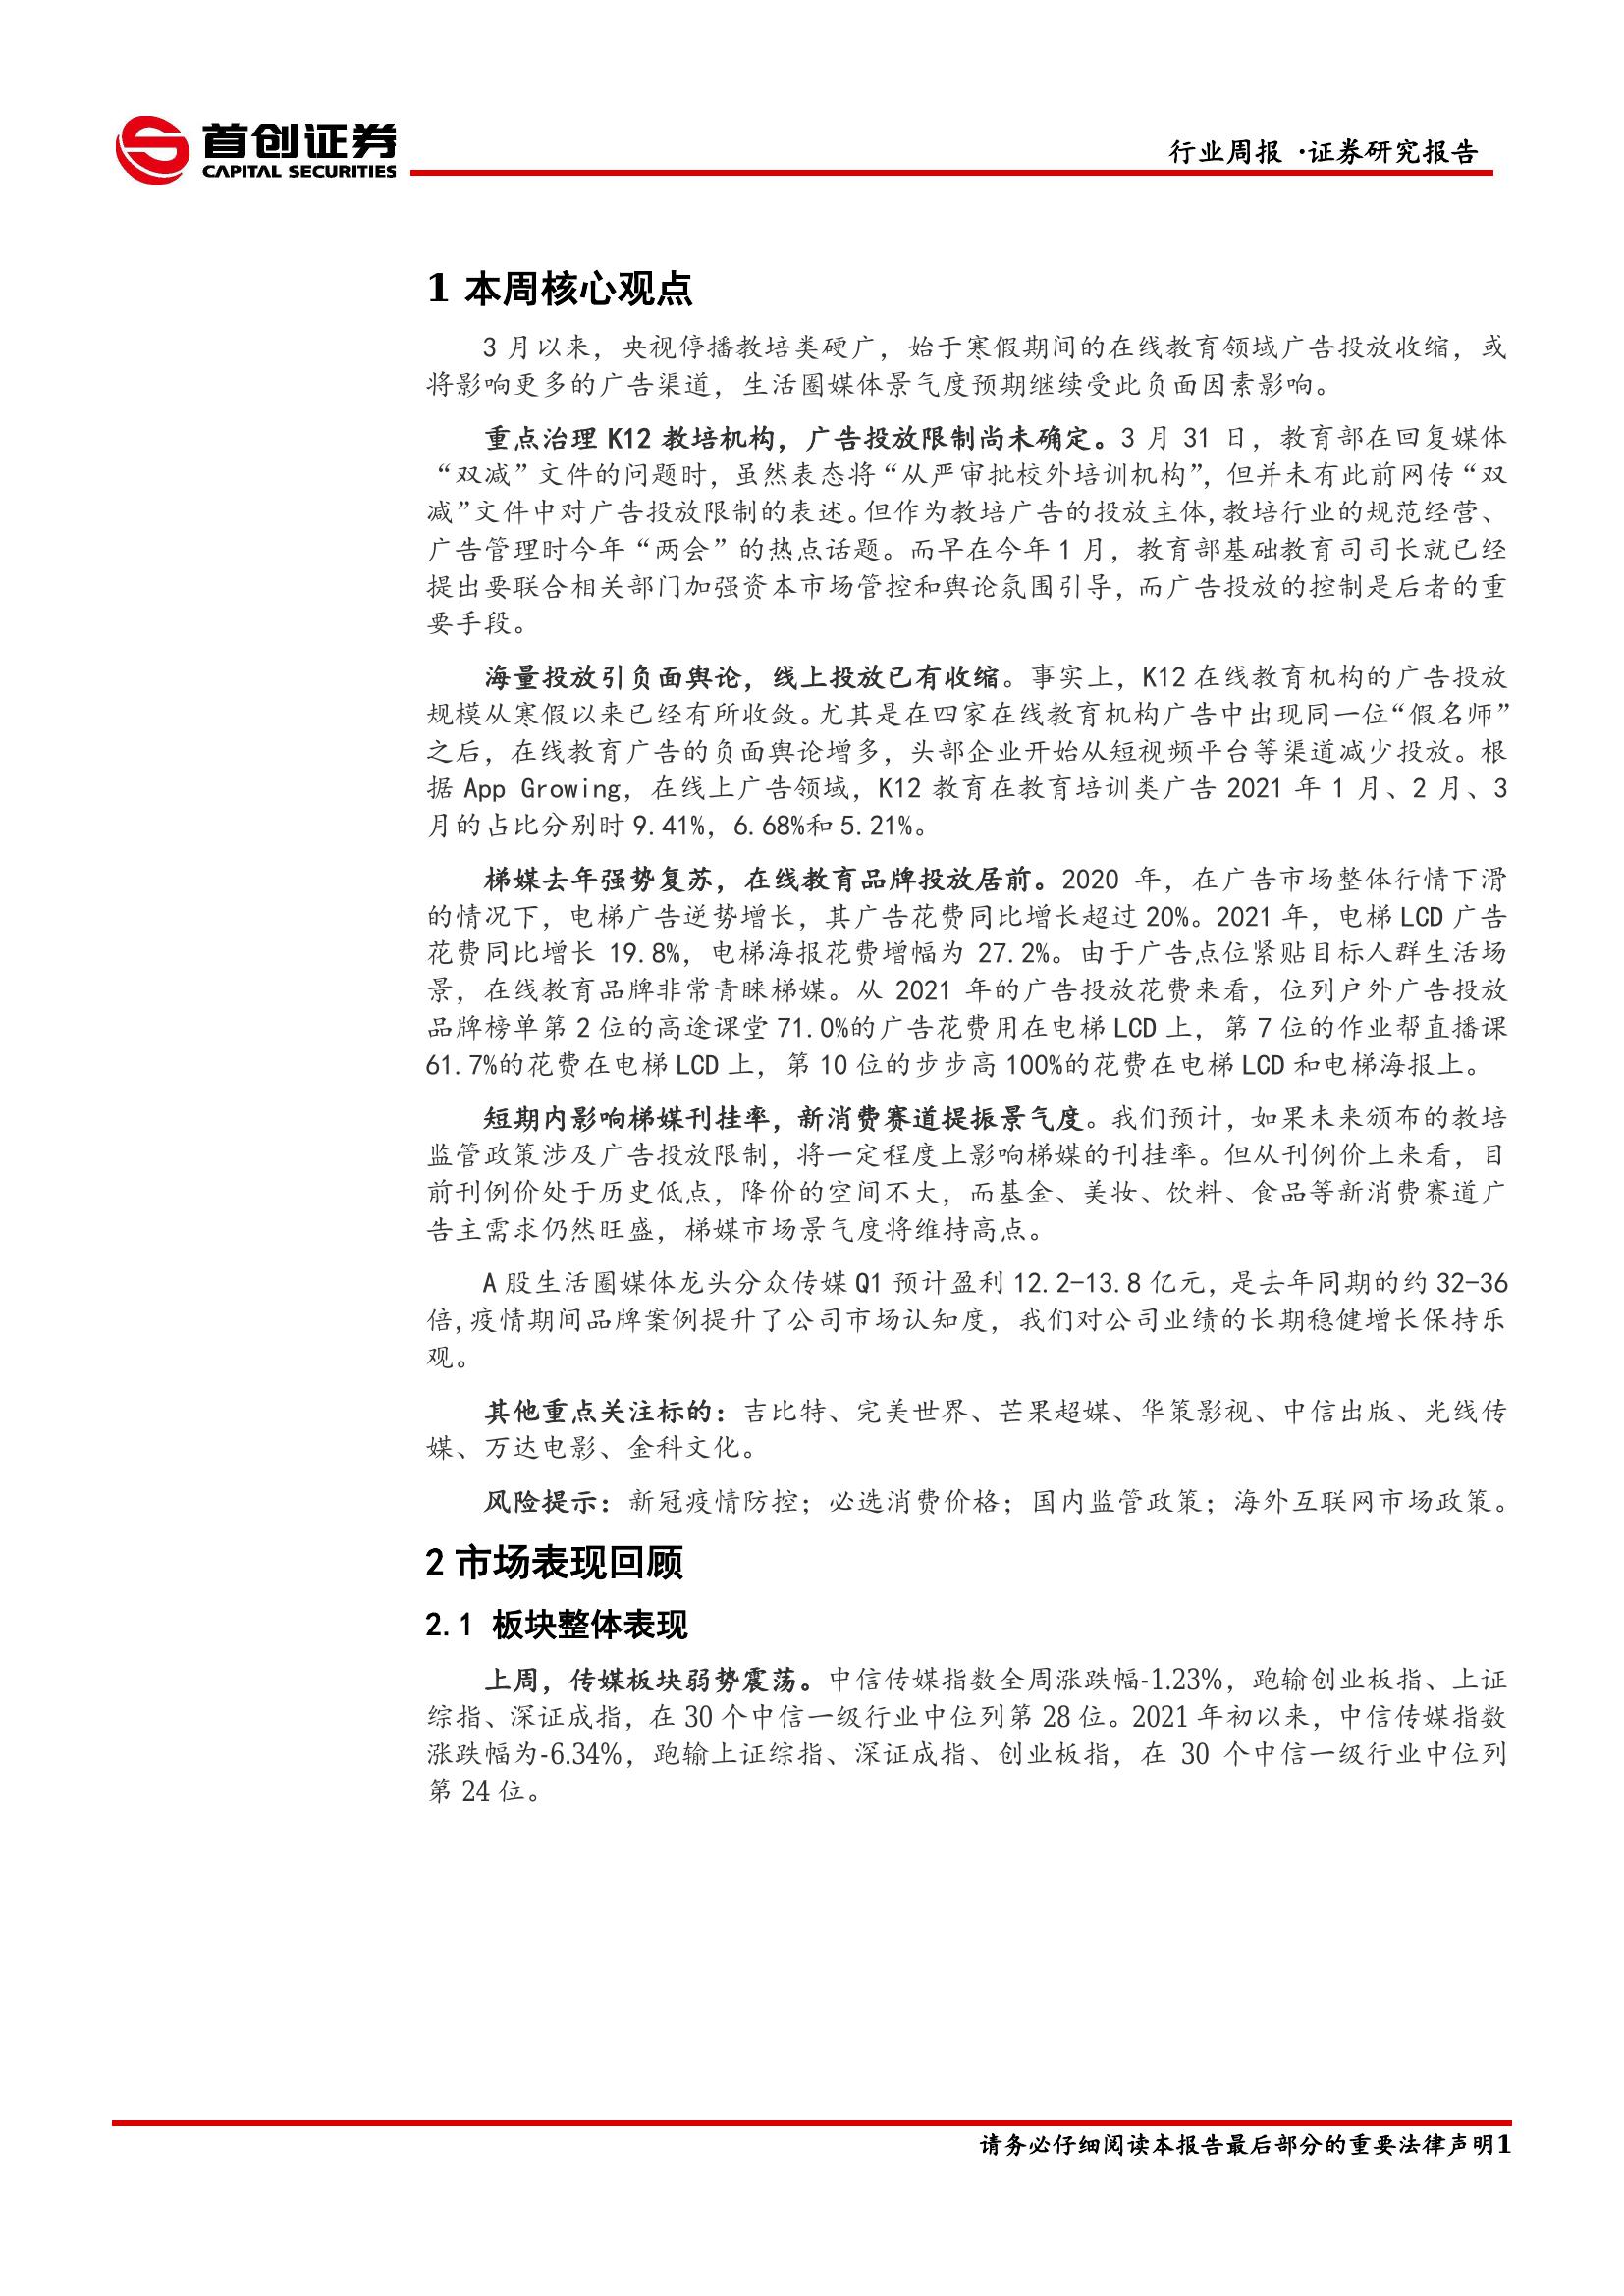 首创证券
CAPITAL SECURITIES
行业周报 ·证券研究报告
1 本周核心观点
3 月以来，央视停播教培类硬广，始于寒假期间的在线教育领域广告投放收缩，或
将影响更多的广告渠道，生活圈媒体景气度预期继续受此负面因素影响。
重点治理 K12 教培机构，广告投放限制尚未确定。3 月 31 日，教育部在回复媒体
“双减”文件的问题时，虽然表态将“从严审批校外培训机构”，但并未有此前网传“双
减”文件中对广告投放限制的表述。但作为教培广告的投放主体，教培行业的规范经营、
广告管理时今年“两会”的热点话题。而早在今年 1 月，教育部基础教育司司长就已经
提出要联合相关部门加强资本市场管控和舆论氛围引导，而广告投放的控制是后者的重
要手段。
海量投放引负面舆论，线上投放已有收缩。事实上，K12 在线教育机构的广告投放
规模从寒假以来已经有所收敛。尤其是在四家在线教育机构广告中出现同一位“假名师”
之后，在线教育广告的负面舆论增多，头部企业开始从短视频平台等渠道减少投放。根
据 App Growing，在线上广告领域，K12 教育在教育培训类广告 2021 年 1 月、2 月、3
月的占比分别时 9.41%，6.68%和 5.21%。
梯媒去年强势复苏，在线教育品牌投放居前。2020 年，在广告市场整体行情下滑
的情况下，电梯广告逆势增长，其广告花费同比增长超过 20%。2021 年，电梯 LCD 广告
花费同比增长 19.8%，电梯海报花费增幅为 27.2%。由于广告点位紧贴目标人群生活场
景，在线教育品牌非常青睐梯媒。从 2021 年的广告投放花费来看，位列户外广告投放
品牌榜单第 2 位的高途课堂 71.0%的广告花费用在电梯 LCD 上，第 7 位的作业帮直播课
61.7%的花费在电梯 LCD 上，第 10 位的步步高 100%的花费在电梯 LCD 和电梯海报上。
短期内影响梯媒刊挂率，新消费赛道提振景气度。我们预计，如果未来颁布的教培
监管政策涉及广告投放限制，将一定程度上影响梯媒的刊挂率。但从刊例价上来看，目
前刊例价处于历史低点，降价的空间不大，而基金、美妆、饮料、食品等新消费赛道广
告主需求仍然旺盛，梯媒市场景气度将维持高点。
A 股生活圈媒体龙头分众传媒 Q1 预计盈利 12.2-13.8 亿元，是去年同期的约 32-36
倍，疫情期间品牌案例提升了公司市场认知度，我们对公司业绩的长期稳健增长保持乐
观。
其他重点关注标的：吉比特、完美世界、芒果超媒、华策影视、中信出版、光线传
媒、万达电影、金科文化。
风险提示：新冠疫情防控；必选消费价格；国内监管政策；海外互联网市场政策。
2 市场表现回顾
2.1 板块整体表现
上周，传媒板块弱势震荡。中信传媒指数全周涨跌幅-1.23%，跑输创业板指、上证
综指、深证成指，在 30 个中信一级行业中位列第 28 位。2021 年初以来，中信传媒指数
涨跌幅为-6.34%，跑输上证综指、深证成指、创业板指，在 30 个中信一级行业中位列
第 24 位。
请务必仔细阅读本报告最后部分的重要法律声明1